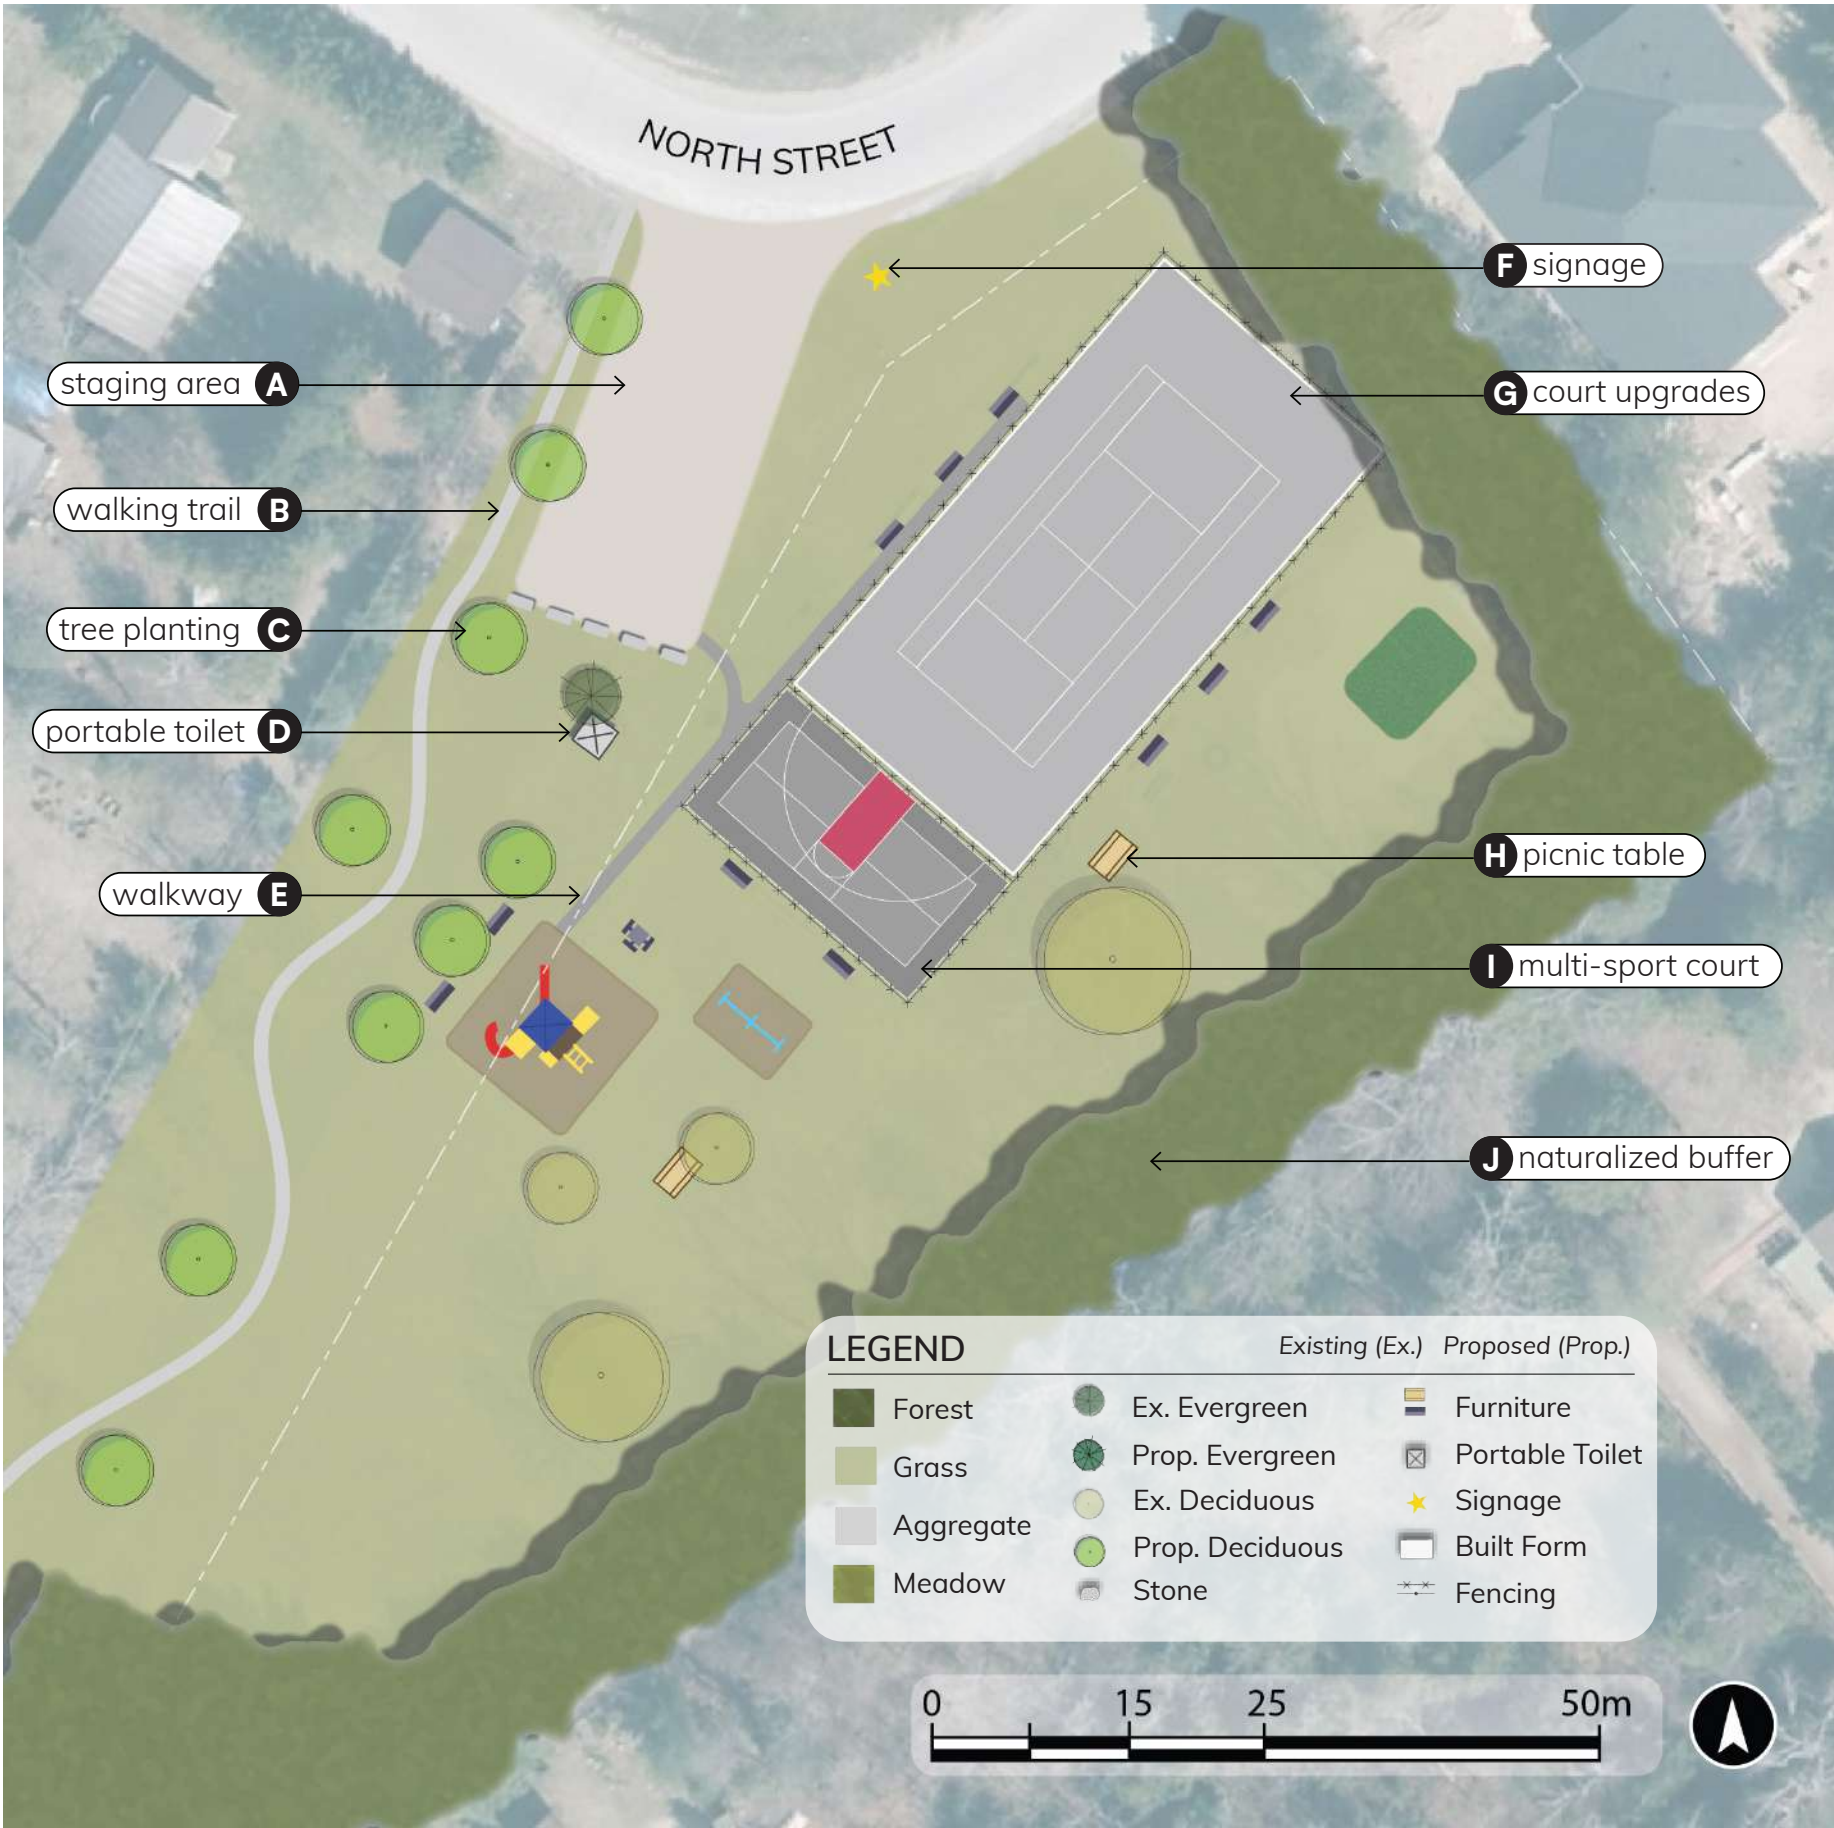 NORTH STREET
staging area A
walking trail B
tree planting C
portable toilet D
walkway E
F signage
G court upgrades
H picnic table
I multi-sport court
J naturalized buffer
LEGEND
Existing (Ex.) Proposed (Prop.)
Forest
Grass
Aggregate
Meadow
Ex. Evergreen
Prop. Evergreen
Ex. Deciduous
Prop. Deciduous
Stone
Furniture
Portable Toilet
Signage
Built Form
Fencing
0 15 25 50m